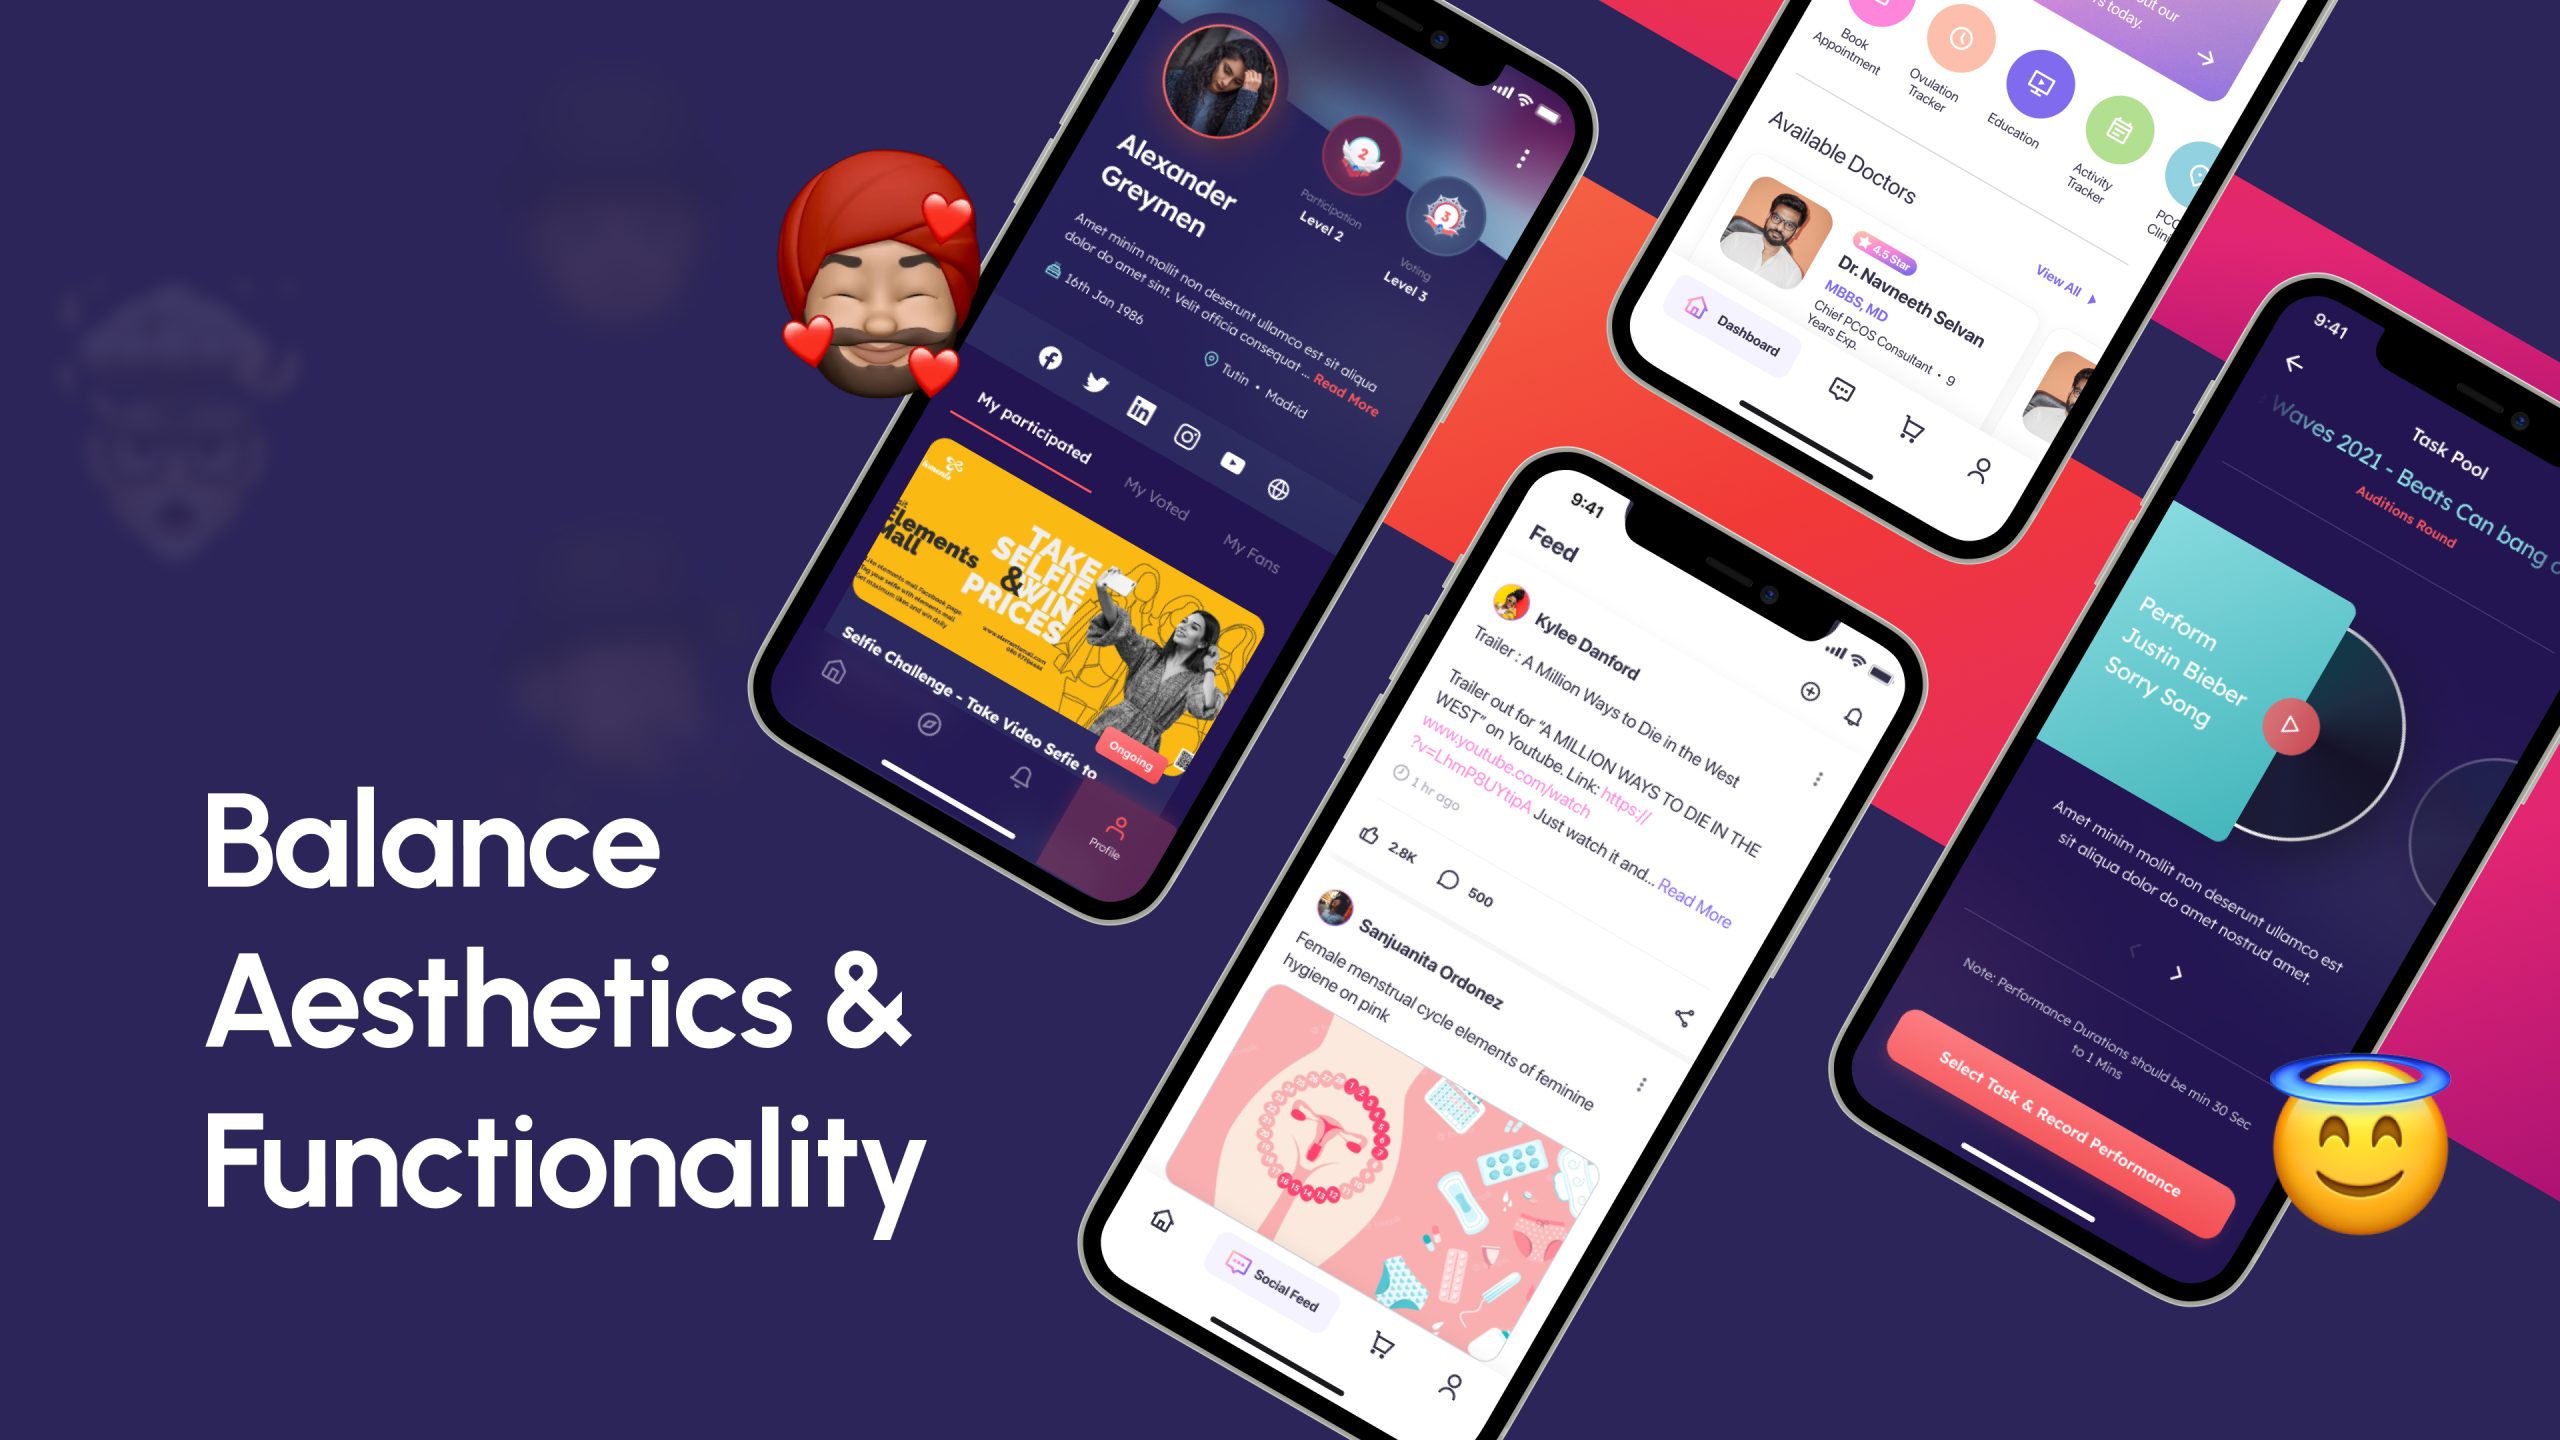 Balance
Aesthetics &
Functionality
Alexander
Greymen
2
Participation
Level 2
3
Voting
Level 3
Amet minim mollit non deserunt ullamco est sit aliqua
dolor do amet sint. Velit officia consequat ... Read More
16th Jan 1986
Tutin • Madrid
My participated
My Voted
My Fans
Elements
Mall
TAKE
SELFIE
&WIN
PRICES
Selfie Challenge - Take Video Sefie to
Ongoing
Profile
out our
today.
Book
Appointment
Ovulation
Tracker
Education
Activity
Tracker
Available Doctors
View All
4.5 Star
Dr. Navneeth Selvan
MBBS, MD
Chief PCOS Consultant • 9
Years Exp.
Dashboard
9:41
Feed
Kylee Danford
Trailer : A Million Ways to Die in the West
Trailer out for “A MILLION WAYS TO DIE IN THE
WEST” on Youtube. Link: https://
www.youtube.com/watch
?v=LhmP8UYtipA Just watch it and... Read More
1 hr ago
2.8K
500
Sanjuanita Ordonez
Female menstrual cycle elements of feminine
hygiene on pink
Social Feed
9:41
Task Pool
Waves 2021 - Beats Can bang
Auditions Round
Perform
Justin Bieber
Sorry Song
Amet minim mollit non deserunt ullamco est
sit aliqua dolor do amet nostrud amet.
Note: Performance Durations should be min 30 Sec
to 1 Mins
Select Task & Record Performance